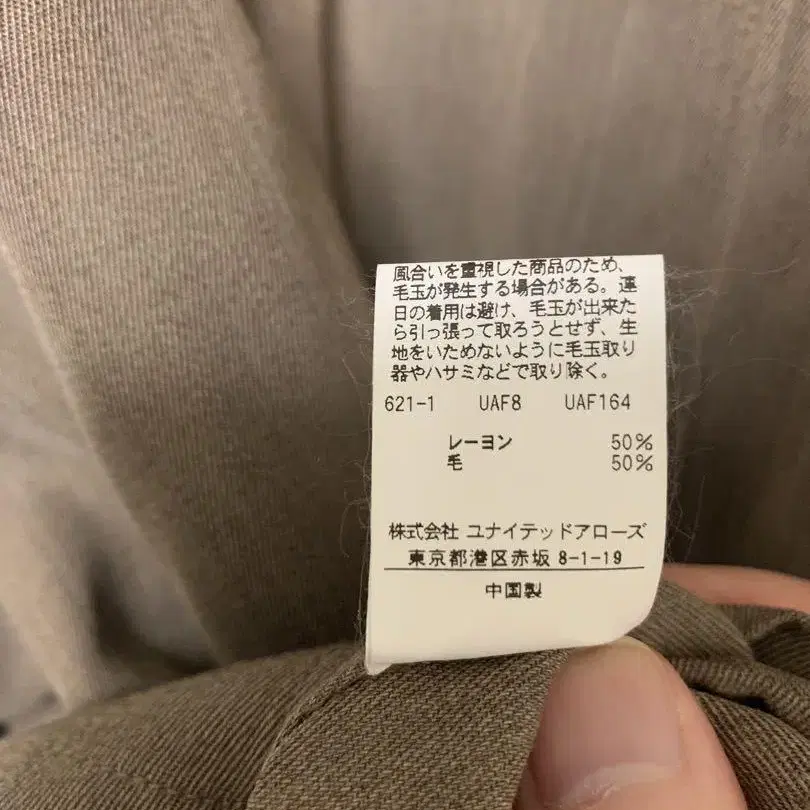 風合いを重視した商品のため、
毛玉が発生する場合がある。連
日の着用は避け、毛玉が出来た
ら引っ張って取ろうとせず、生
地をいためないように毛玉取り
器やハサミなどで取り除く。
621-1 UAF8 UAF164
レーヨン 50%
毛 50%
株式会社 ユナイテッドアローズ
東京都港区赤坂 8-1-19
中国製